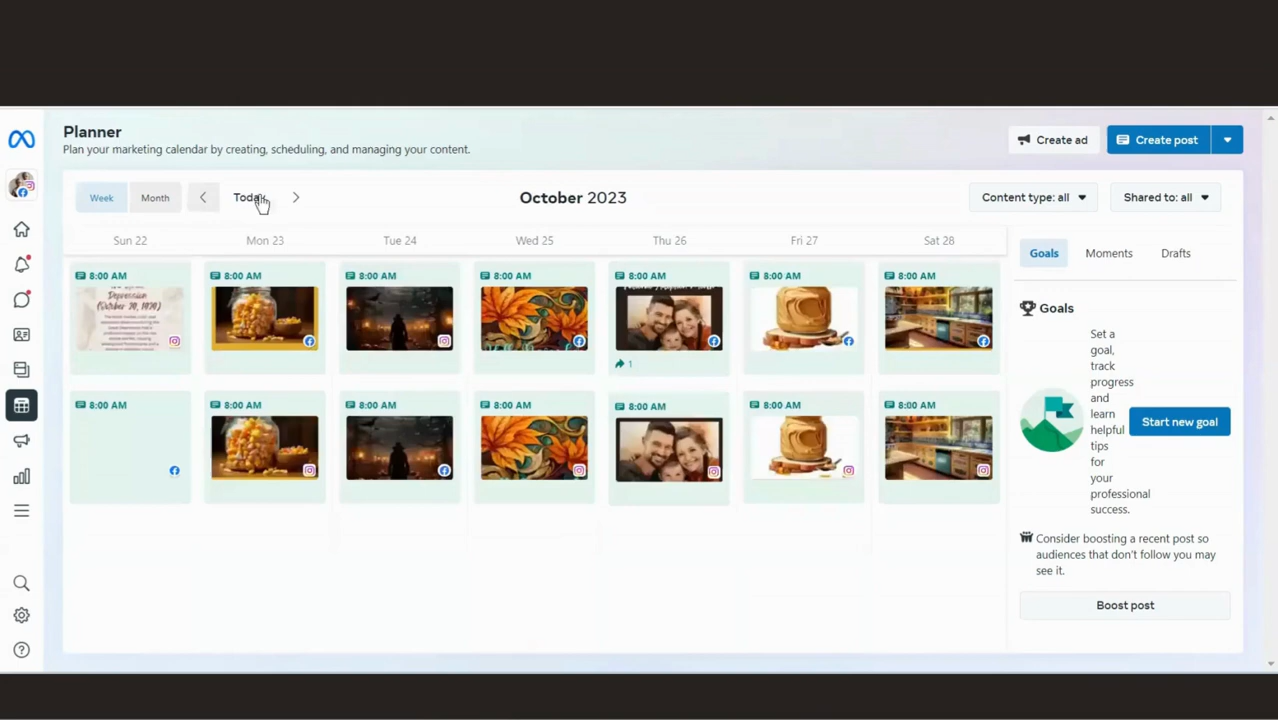 Planner
Plan your marketing calendar by creating, scheduling, and managing your content.
Create ad
Create post
Week
Month
Today
October 2023
Content type: all
Shared to: all
Sun 22
Mon 23
Tue 24
Wed 25
Thu 26
Fri 27
Sat 28
8:00 AM
8:00 AM
8:00 AM
8:00 AM
8:00 AM
8:00 AM
8:00 AM
Depression
(October 20, 1020)
1
8:00 AM
8:00 AM
8:00 AM
8:00 AM
8:00 AM
8:00 AM
8:00 AM
Goals
Moments
Drafts
Goals
Set a
goal,
track
progress
and
learn
helpful
tips
for
your
professional
success.
Start new goal
Consider boosting a recent post so
audiences that don't follow you may
see it.
Boost post